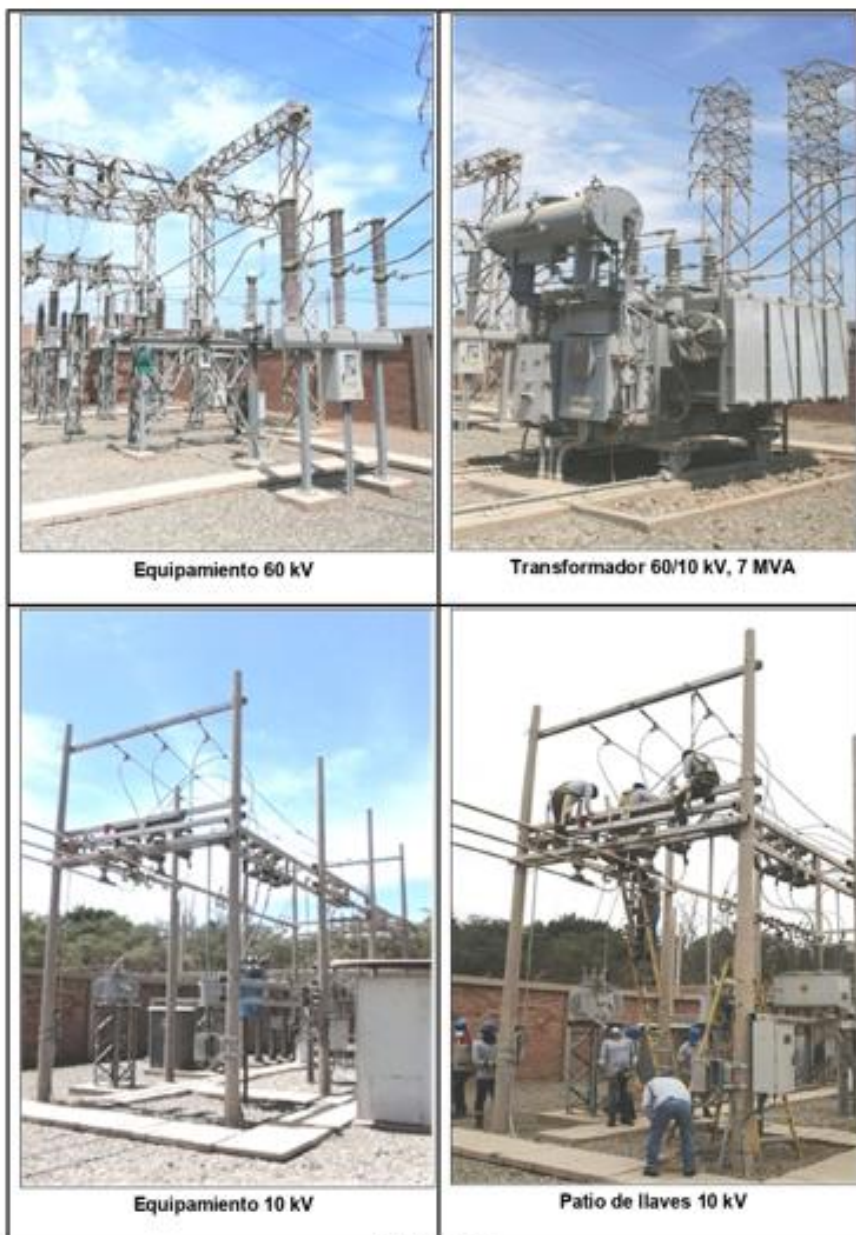 Equipamiento 60 kV
Transformador 60/10 kV, 7 MVA
Equipamiento 10 kV
Patio de llaves 10 kV